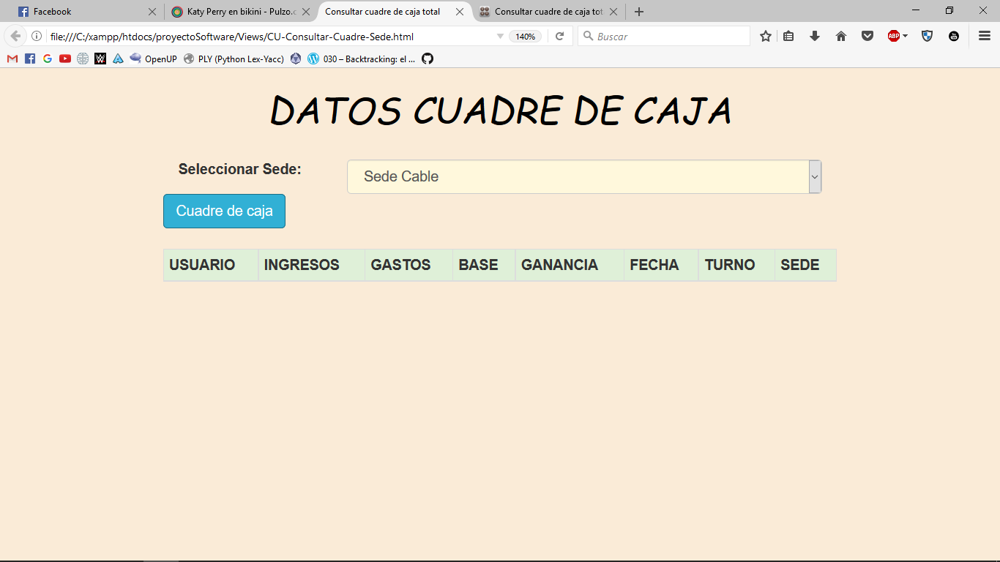 Facebook
Katy Perry en bikini - Pulzo.c
Consultar cuadre de caja total
Consultar cuadre de caja tot
file:///C:/xampp/htdocs/proyectoSoftware/Views/CU-Consultar-Cuadre-Sede.html
140%
Buscar
ABP
OpenUP
PLY (Python Lex-Yacc)
030 – Backtracking: el ...
DATOS CUADRE DE CAJA
Seleccionar Sede:
Sede Cable
Cuadre de caja
USUARIO INGRESOS GASTOS BASE GANANCIA FECHA TURNO SEDE